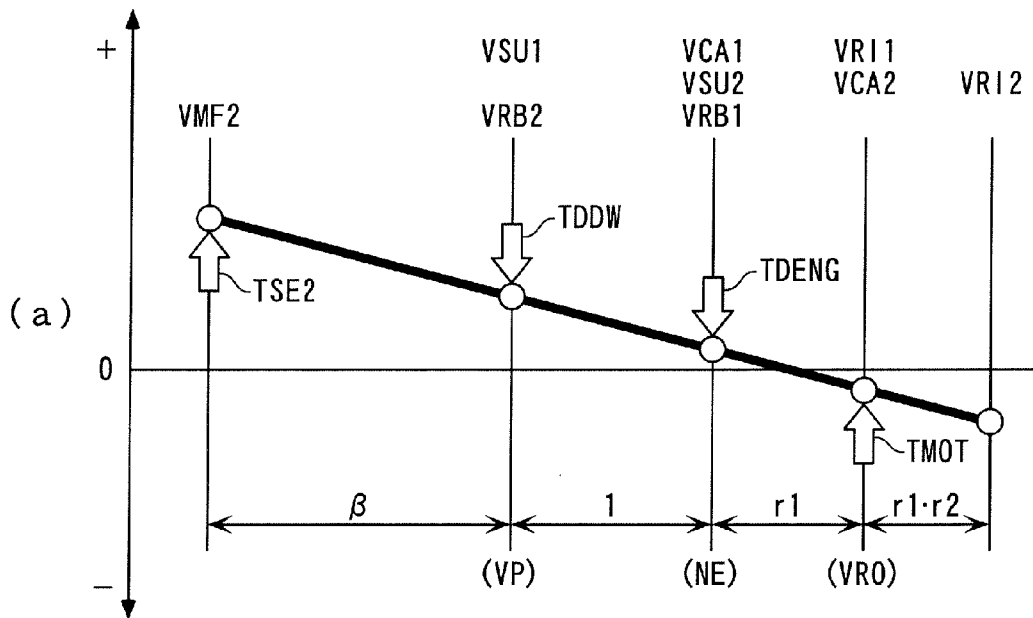 +
VSU1 VCA1 VRI1
VSU2 VCA2 VRI2
VMF2 VRB2 VRB1
TDDW
TSE2 TDENG
(a)
0
TMOT
β 1 r1 r1·r2
(VP) (NE) (VRO)
−